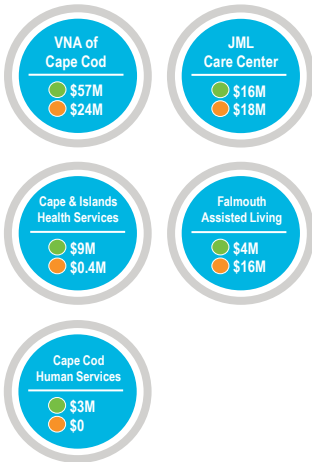 VNA of
Cape Cod
$57M
$24M
JML
Care Center
$16M
$18M
Cape & Islands
Health Services
$9M
$0.4M
Falmouth
Assisted Living
$4M
$16M
Cape Cod
Human Services
$3M
$0